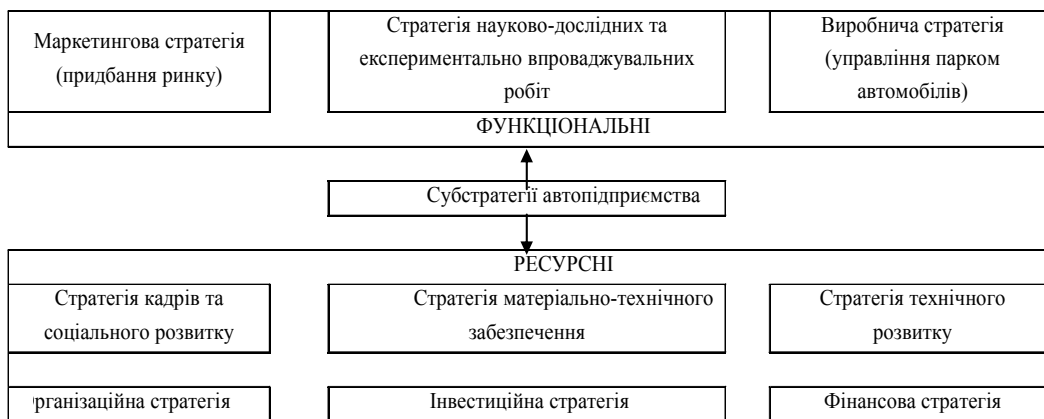 Маркетингова стратегія
(придбання ринку)
Стратегія науково-дослідних та
експериментально впроваджувальних
робіт
Виробнича стратегія
(управління парком
автомобілів)
ФУНКЦІОНАЛЬНІ
Субстратегії автопідприємства
РЕСУРСНІ
Стратегія кадрів та
соціального розвитку
Стратегія матеріально-технічного
забезпечення
Стратегія технічного
розвитку
рганізаційна стратегія
Інвестиційна стратегія
Фінансова стратегія